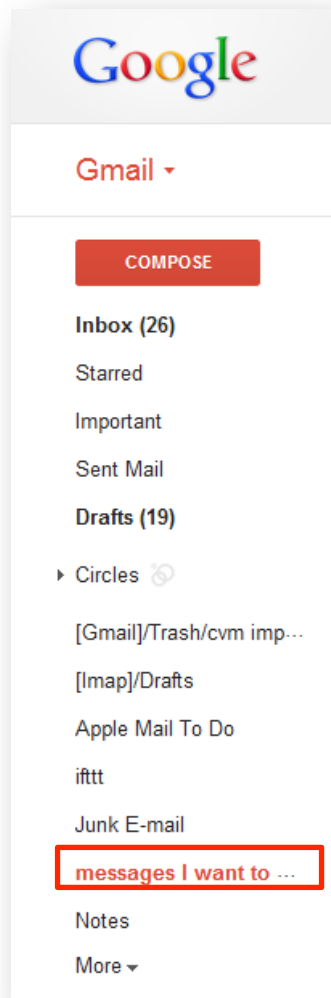 Google
Gmail
COMPOSE
Inbox (26)
Starred
Important
Sent Mail
Drafts (19)
Circles
[Gmail]/Trash/cvm imp...
[Imap]/Drafts
Apple Mail To Do
ifttt
Junk E-mail
messages I want to ...
Notes
More